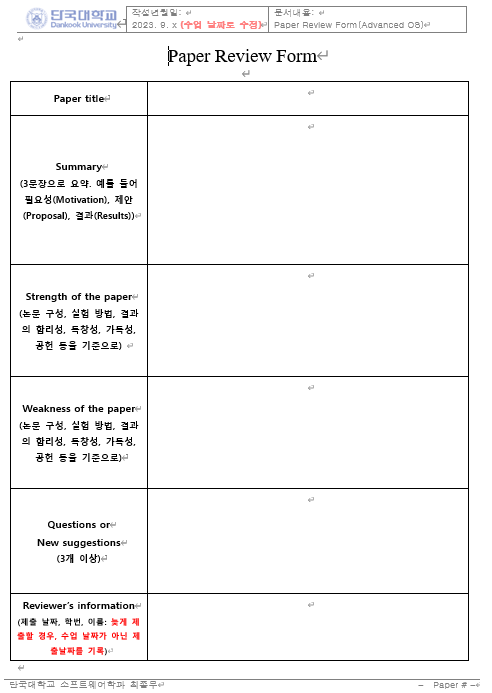 단국대학교
Dankook University
작성년월일:
2023. 9. x (수업 날짜로 수정)
문서내용:
Paper Review Form(Advanced OS)
Paper Review Form
Paper title
Summary
(3문장으로 요약. 예를 들어
필요성(Motivation), 제안
(Proposal), 결과(Results))
Strength of the paper
(논문 구성, 실험 방법, 결과
의 합리성, 독창성, 가독성,
공헌 등을 기준으로)
Weakness of the paper
(논문 구성, 실험 방법, 결과
의 합리성, 독창성, 가독성,
공헌 등을 기준으로)
Questions or
New suggestions
(3개 이상)
Reviewer's information
(제출 날짜, 학번, 이름: 늦게 제
출할 경우, 수업 날짜가 아닌 제
출날짜를 기록)
단국대학교 소프트웨어학과 최종무
- Paper # -